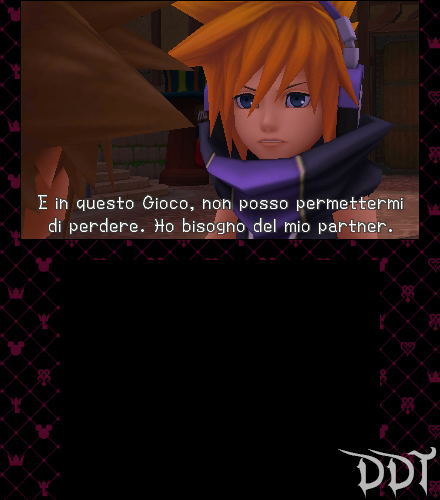 E in questo Gioco, non posso permettermi
di perdere. Ho bisogno del mio partner.
DDT